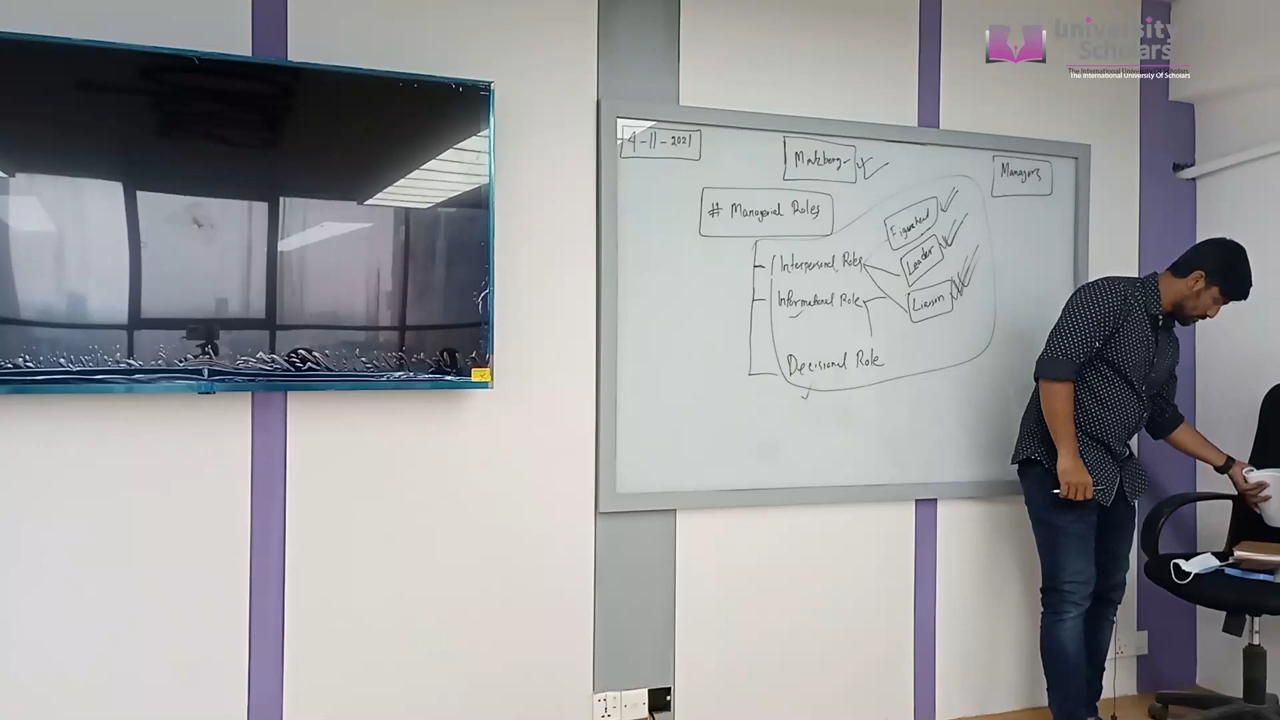 University of
Scholars
The International University Of Scholars
4-11-2021
Managers
# Managerial Roles
Figurehead
Interpersonal Roles
Leader
Informational Role
Liaison
Decisional Role